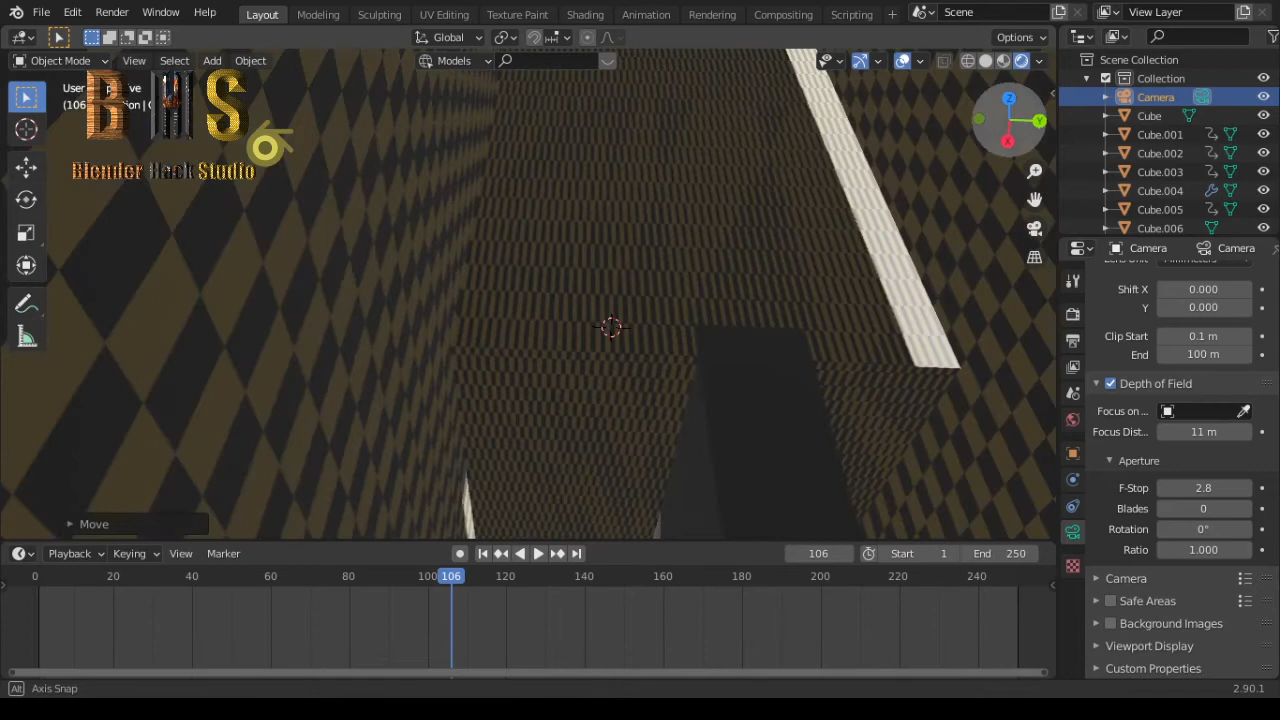 File Edit Render Window Help Layout Modeling Sculpting UV Editing Texture Paint Shading Animation Rendering Compositing Scripting Scene View Layer
Global Options
Object Mode View Select Add Object Models
Scene Collection
Collection
Camera
Cube
Cube.001
Cube.002
Cube.003
Cube.004
Cube.005
Cube.006
BHS
Blender Hack Studio
Z
Y
X
Camera Camera
Shift X 0.000
Y 0.000
Clip Start 0.1 m
End 100 m
Depth of Field
Focus on ...
Focus Dist... 11 m
Aperture
F-Stop 2.8
Blades 0
Rotation 0°
Ratio 1.000
Camera
Safe Areas
Background Images
Viewport Display
Custom Properties
Move
Playback Keying View Marker 106 Start 1 End 250
0 20 40 60 80 100 106 120 140 160 180 200 220 240
Alt Axis Snap 2.90.1